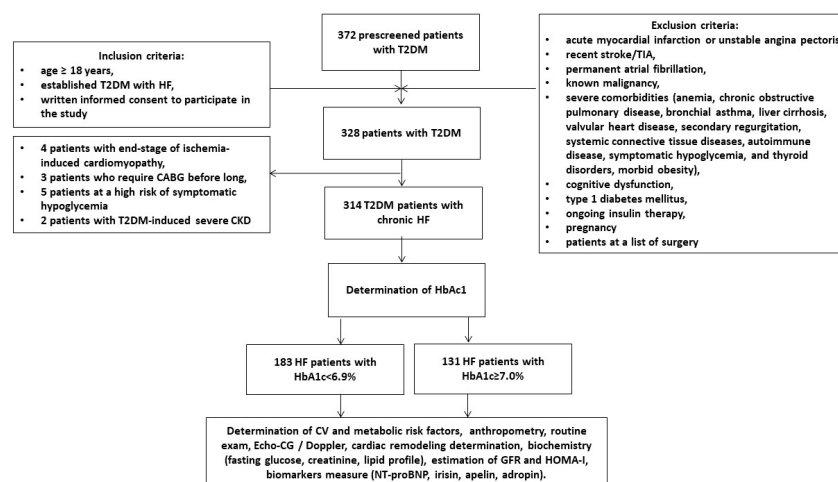 372 prescreened patients
with T2DM
Inclusion criteria:
• age ≥ 18 years,
• established T2DM with HF,
• written informed consent to participate in
the study
Exclusion criteria:
• acute myocardial infarction or unstable angina pectoris
• recent stroke/TIA,
• permanent atrial fibrillation,
• known malignancy,
• severe comorbidities (anemia, chronic obstructive
pulmonary disease, bronchial asthma, liver cirrhosis,
valvular heart disease, secondary regurgitation,
systemic connective tissue diseases, autoimmune
disease, symptomatic hypoglycemia, and thyroid
disorders, morbid obesity),
• cognitive dysfunction,
• type 1 diabetes mellitus,
• ongoing insulin therapy,
• pregnancy
• patients at a list of surgery
328 patients with T2DM
• 4 patients with end-stage of ischemia-
induced cardiomyopathy,
• 3 patients who require CABG before long,
• 5 patients at a high risk of symptomatic
hypoglycemia
• 2 patients with T2DM-induced severe CKD
314 T2DM patients with
chronic HF
Determination of HbAc1
183 HF patients with
HbA1c<6.9%
131 HF patients with
HbA1c≥7.0%
Determination of CV and metabolic risk factors, anthropometry, routine
exam, Echo-CG / Doppler, cardiac remodeling determination, biochemistry
(fasting glucose, creatinine, lipid profile), estimation of GFR and HOMA-I,
biomarkers measure (NT-proBNP, irisin, apelin, adropin).